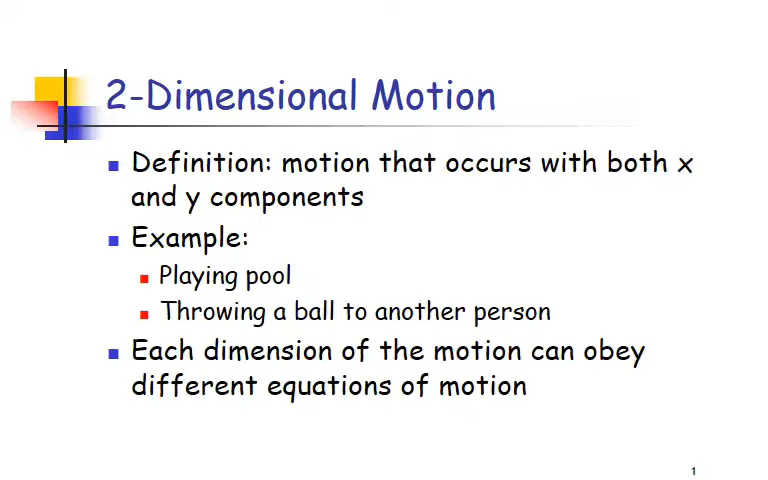 2-Dimensional Motion
Definition: motion that occurs with both x
and y components
Example:
Playing pool
Throwing a ball to another person
Each dimension of the motion can obey
different equations of motion
1